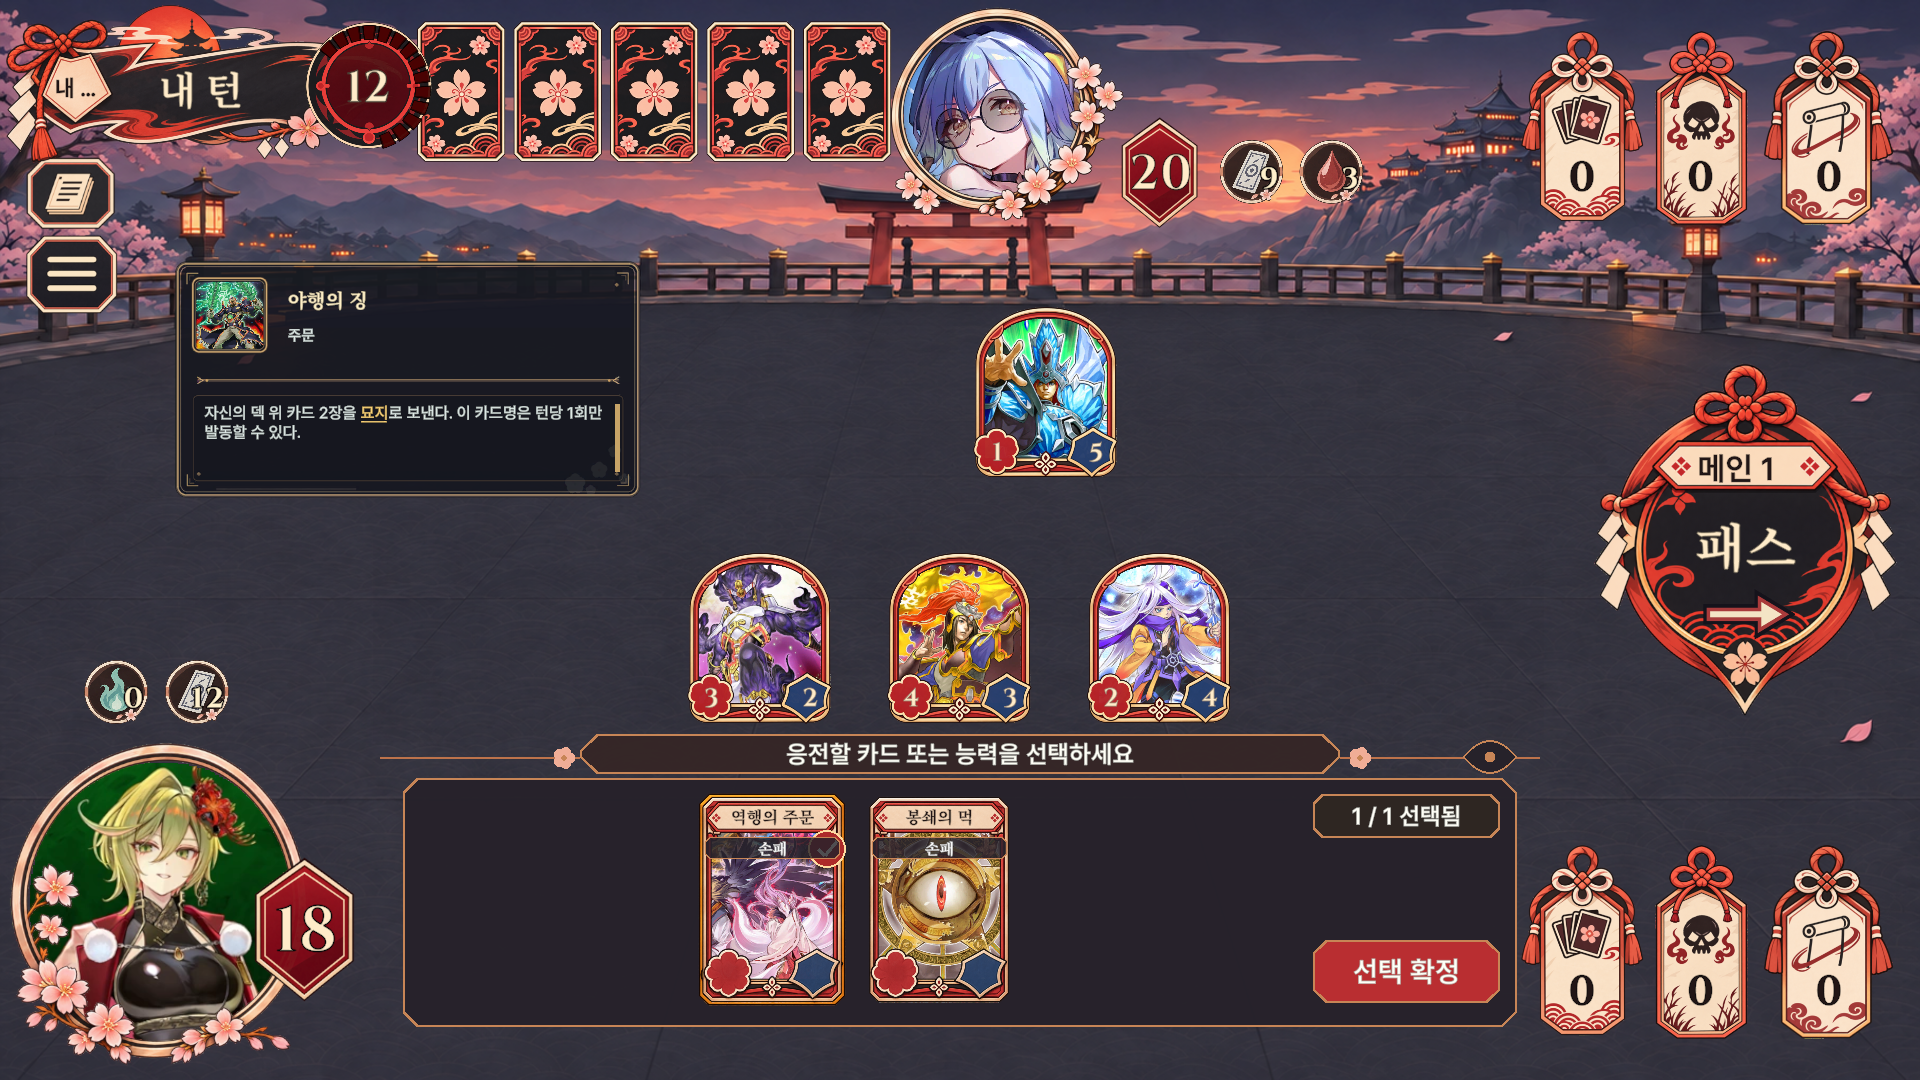 내 ...
내 턴
12
20
9
3
0
0
0
야행의 징
주문
자신의 덱 위 카드 2장을 묘지로 보낸다. 이 카드명은 턴당 1회만
발동할 수 있다.
1
5
메인 1
패스
3
2
4
3
2
4
0
12
응전할 카드 또는 능력을 선택하세요
역행의 주문
손패
봉쇄의 먹
손패
1 / 1 선택됨
선택 확정
18
0
0
0